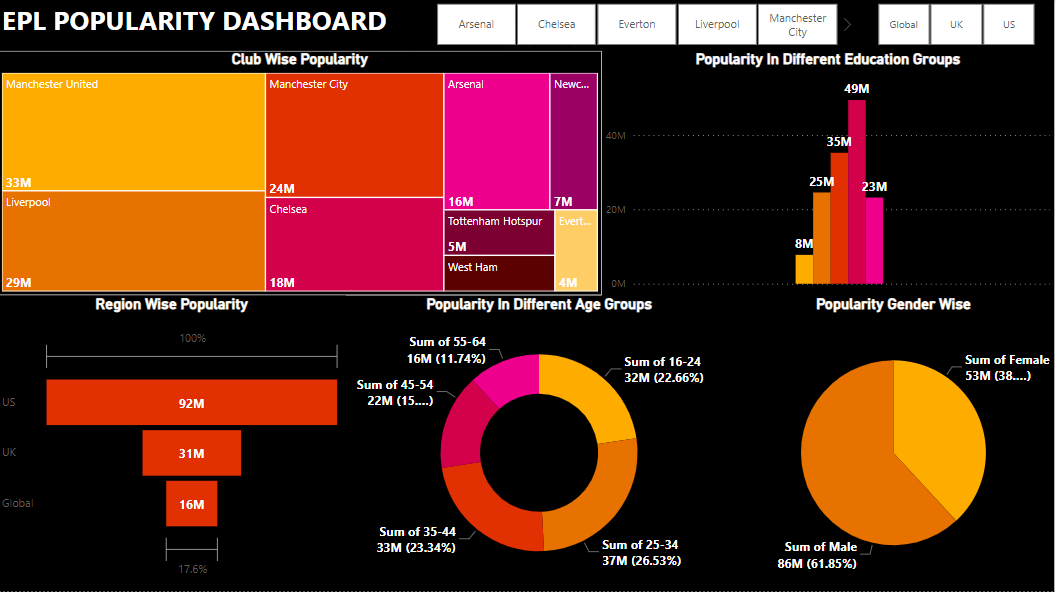 EPL POPULARITY DASHBOARD
Arsenal
Chelsea
Everton
Liverpool
Manchester
City
Global
UK
US
Club Wise Popularity
Manchester United
33M
Liverpool
29M
Manchester City
24M
Chelsea
18M
Arsenal
16M
Newc...
7M
Tottenham Hotspur
5M
West Ham
Evert...
4M
Popularity In Different Education Groups
40M
20M
0M
8M
25M
35M
49M
23M
Region Wise Popularity
100%
US
92M
UK
31M
Global
16M
17.6%
Popularity In Different Age Groups
Sum of 55-64
16M (11.74%)
Sum of 16-24
32M (22.66%)
Sum of 45-54
22M (15....)
Sum of 35-44
33M (23.34%)
Sum of 25-34
37M (26.53%)
Popularity Gender Wise
Sum of Female
53M (38....)
Sum of Male
86M (61.85%)